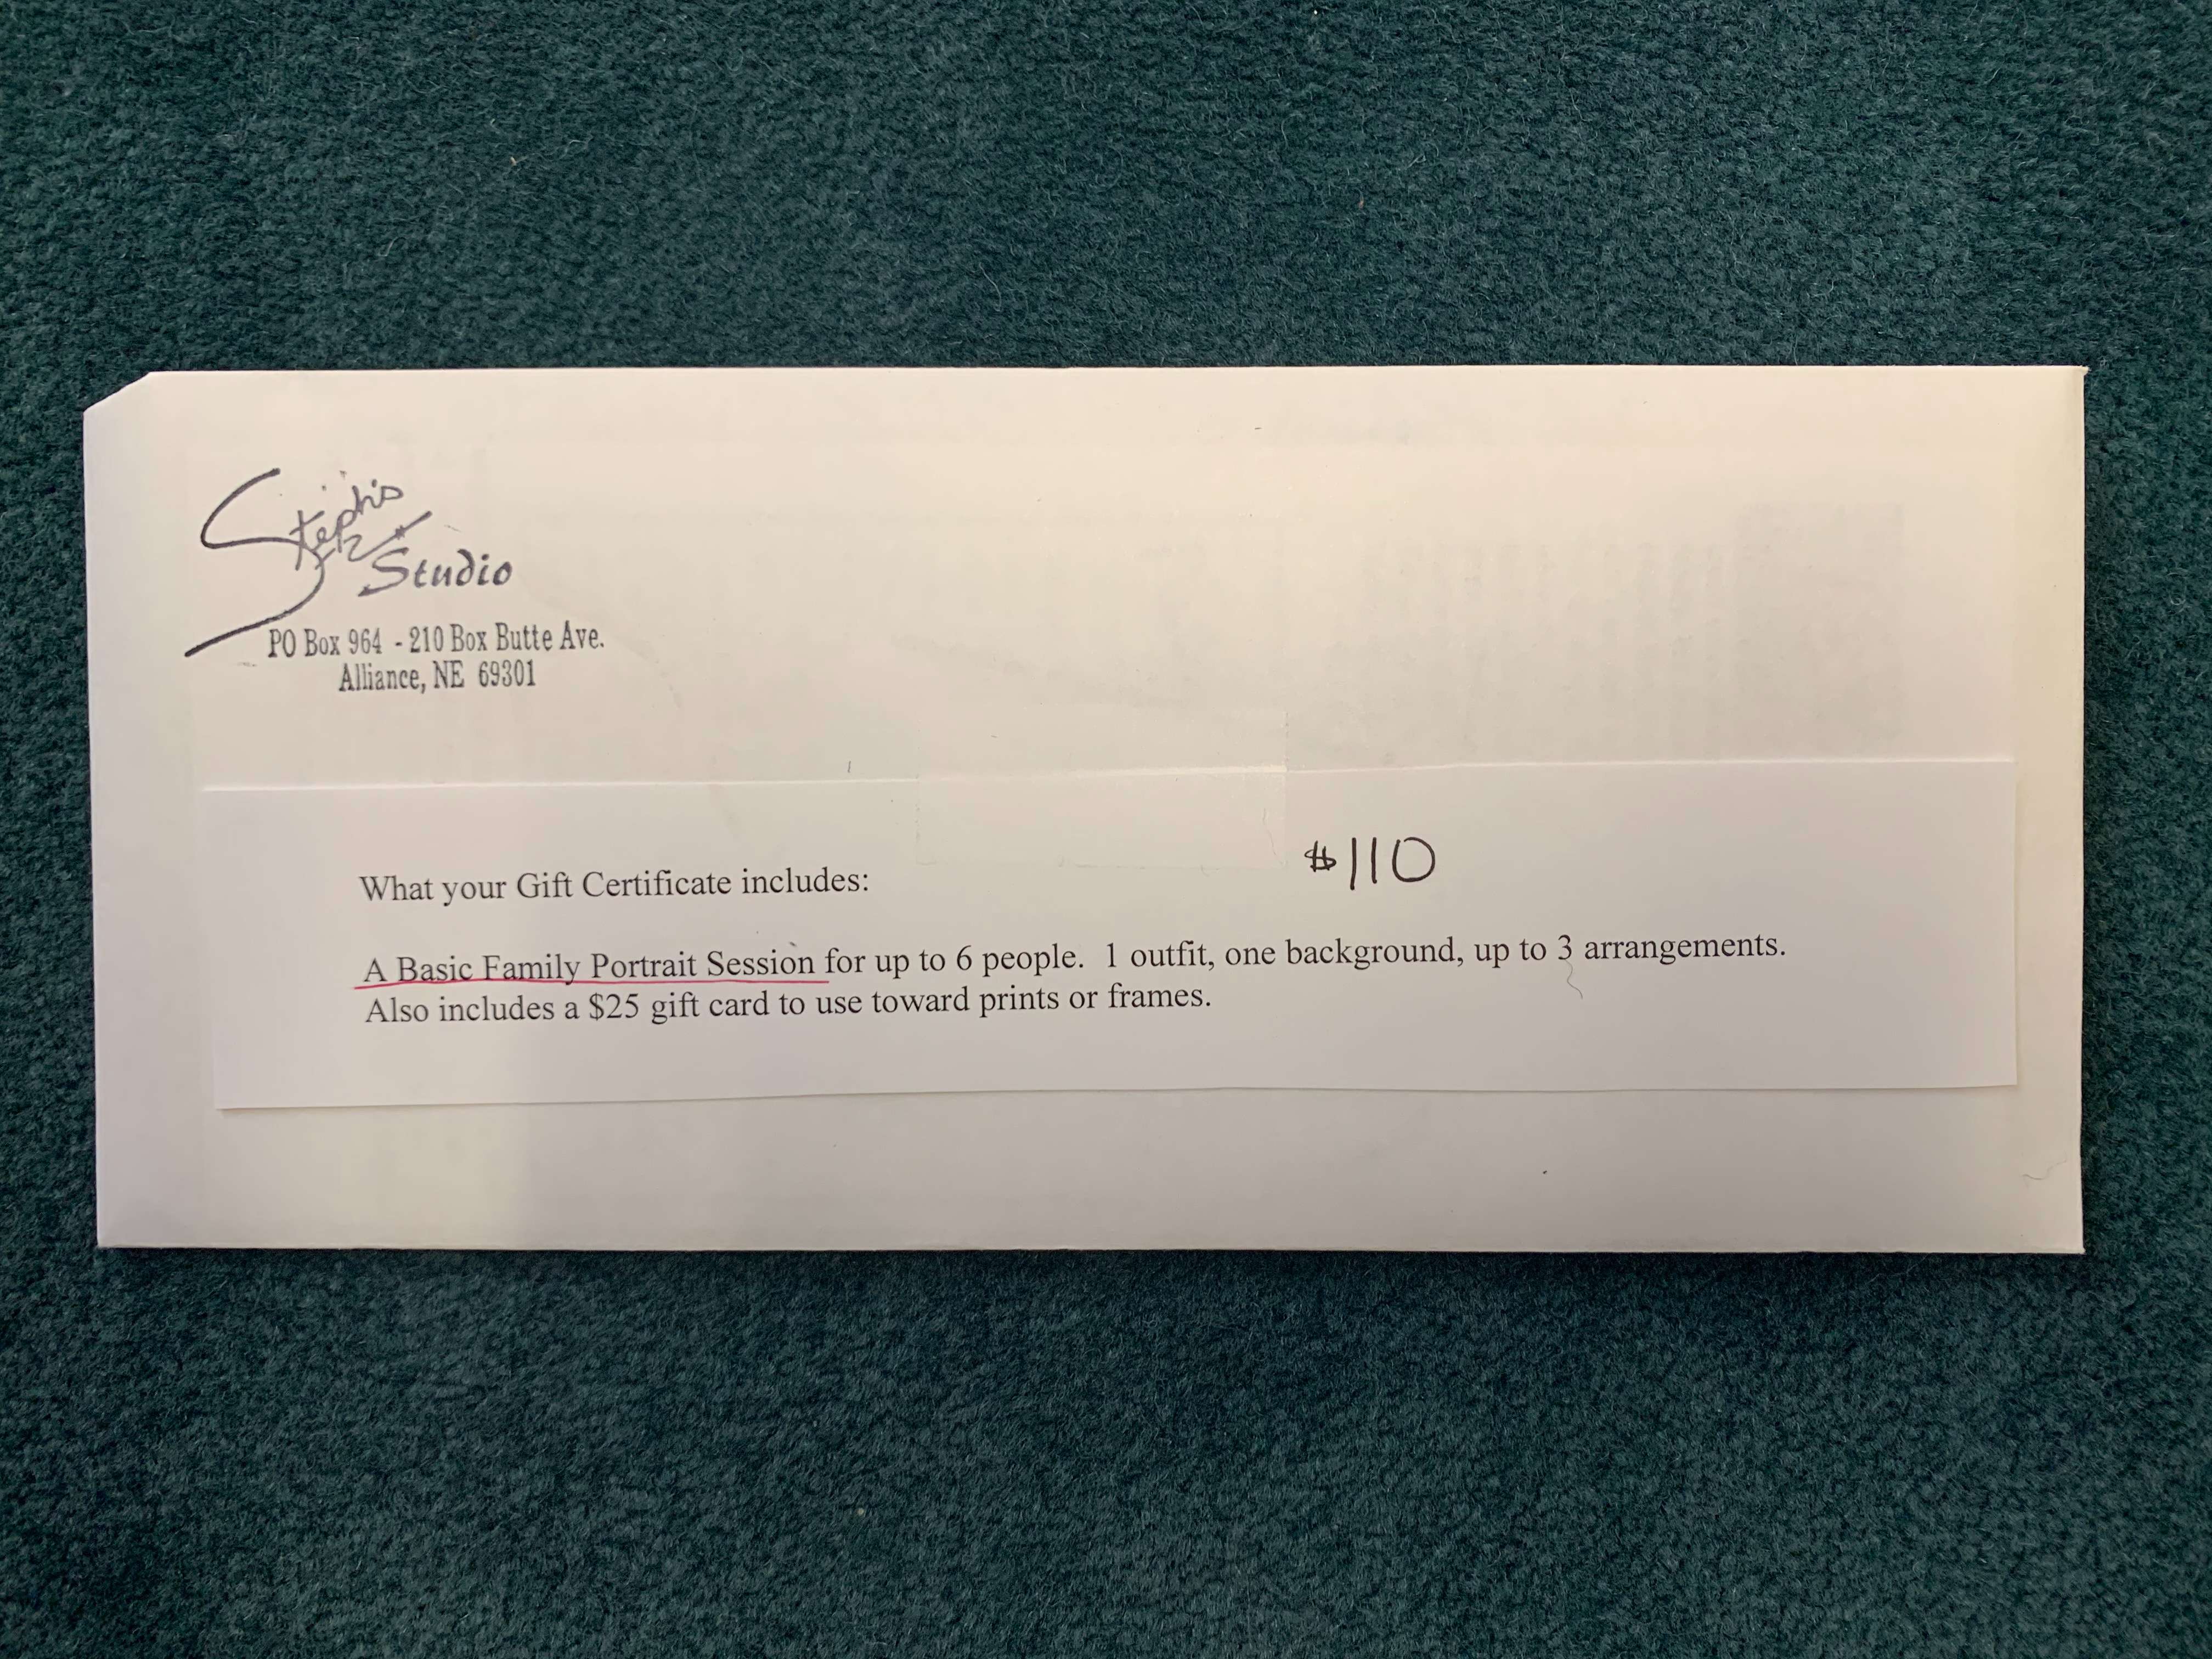 Steph's
Studio
PO Box 964 - 210 Box Butte Ave.
Alliance, NE 69301
$110
What your Gift Certificate includes:
A Basic Family Portrait Session for up to 6 people. 1 outfit, one background, up to 3 arrangements.
Also includes a $25 gift card to use toward prints or frames.